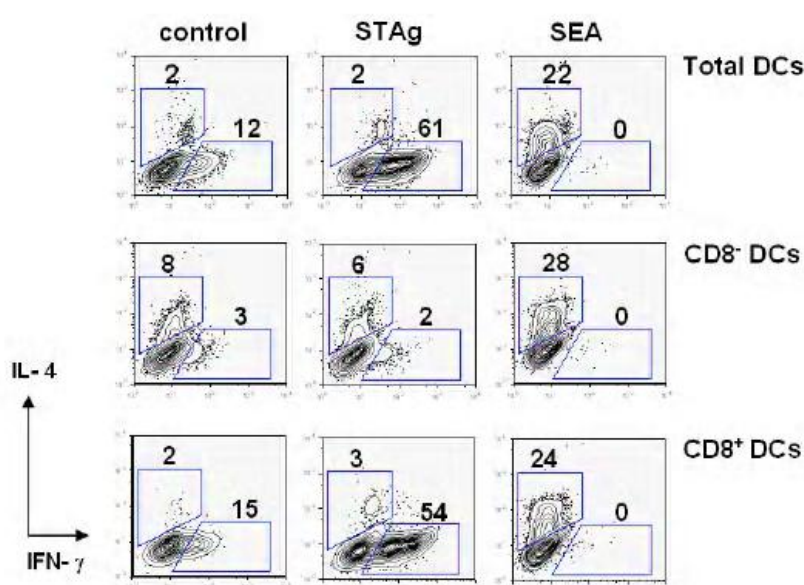 control STAg SEA
Total DCs
2 2 22
12 61 0
CD8⁻ DCs
8 6 28
3 2 0
IL-4
CD8⁺ DCs
2 3 24
15 54 0
IFN-γ